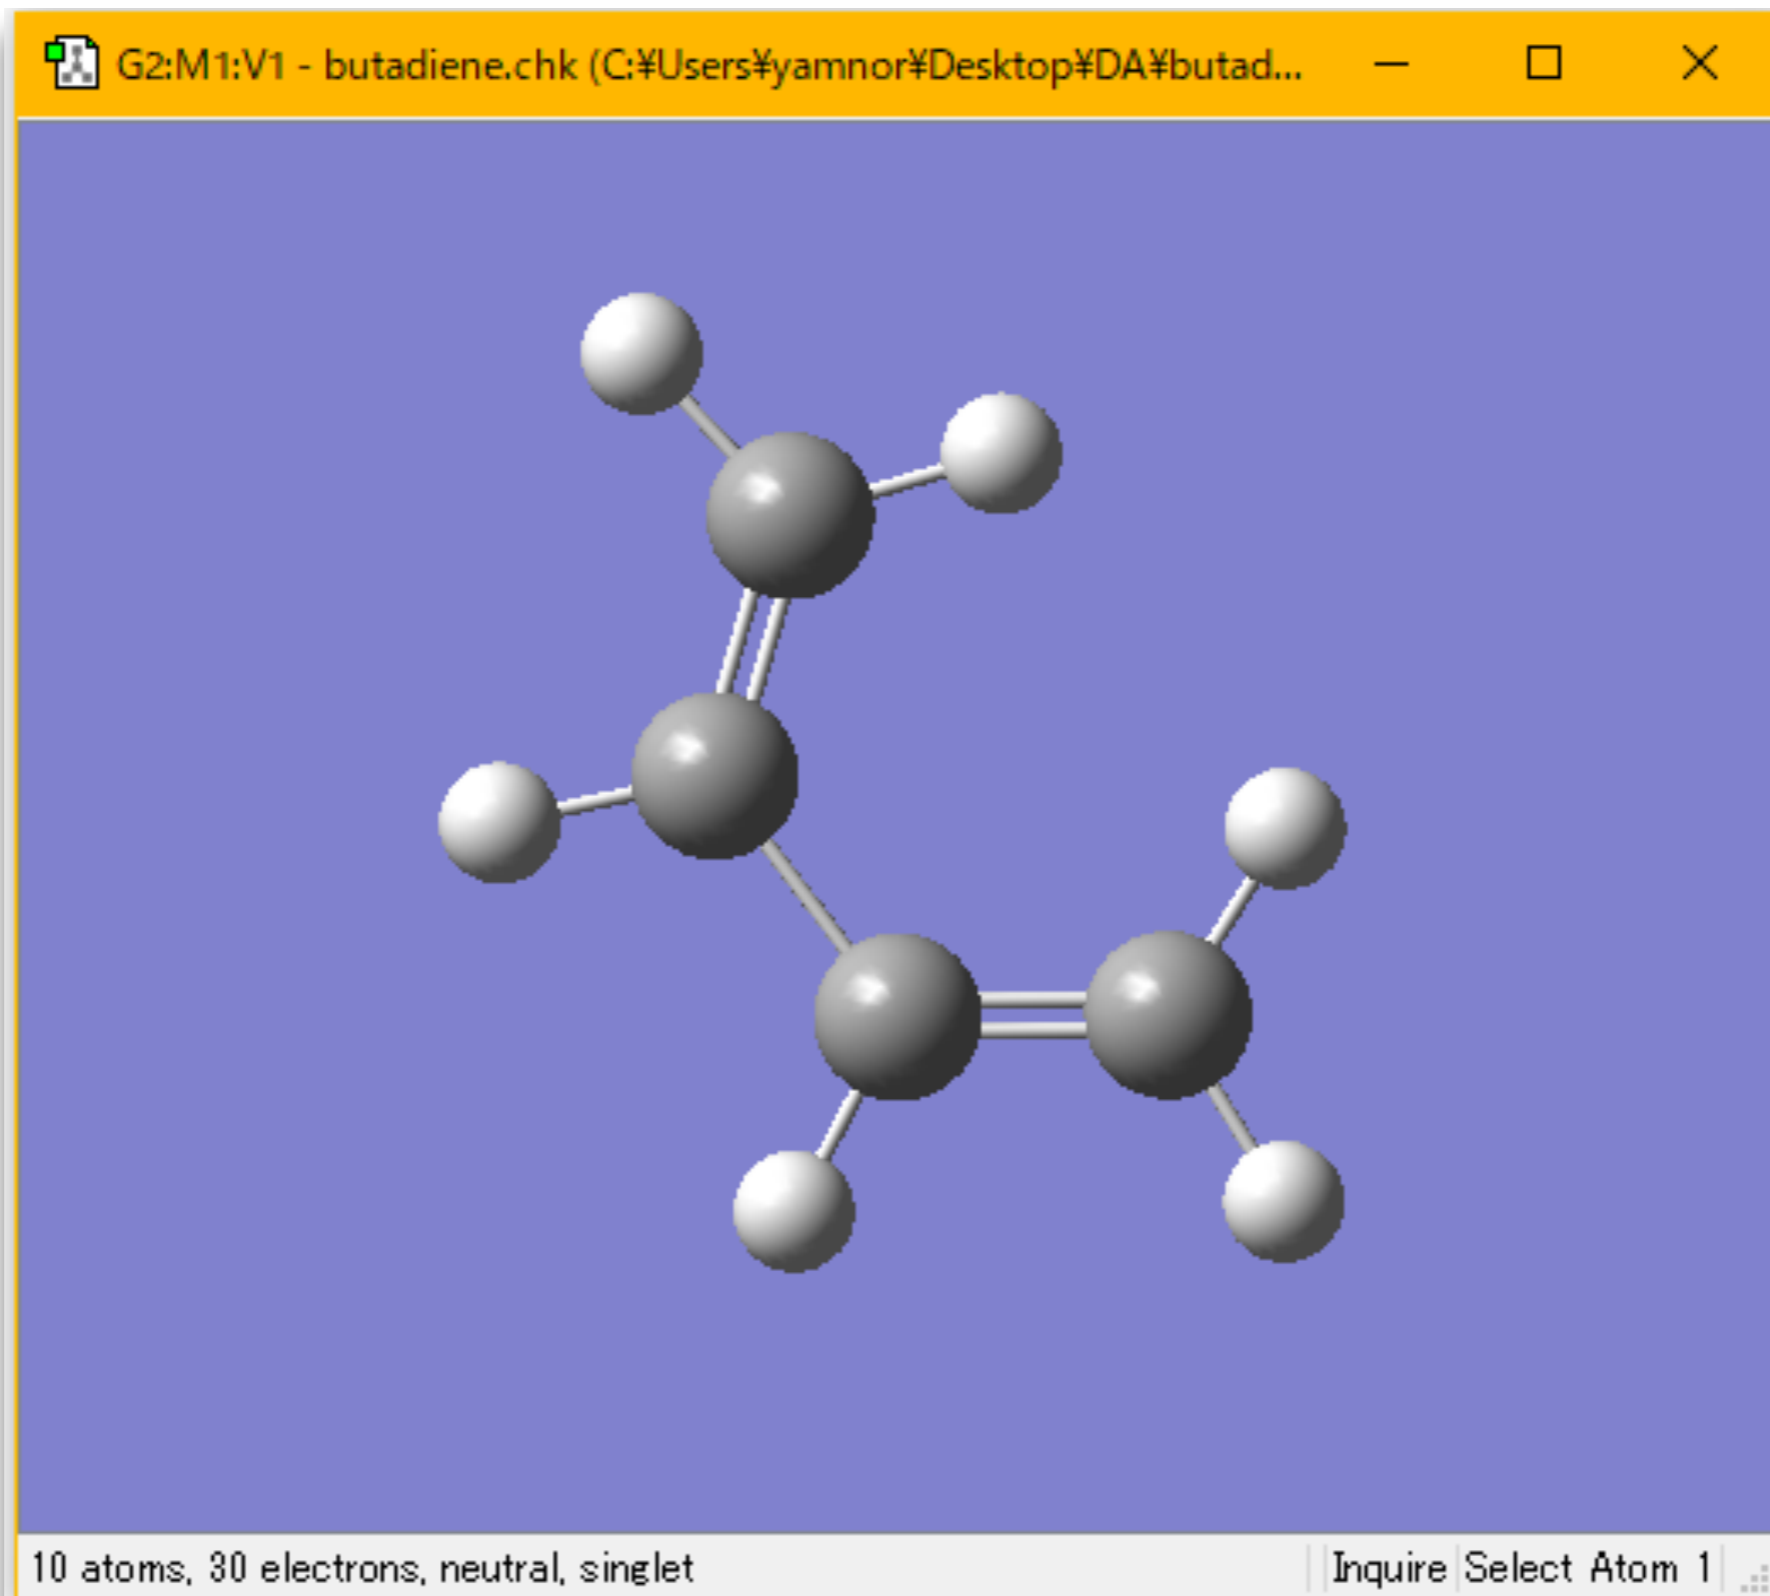 G2:M1:V1 - butadiene.chk (C:¥Users¥yamnor¥Desktop¥DA¥butad...
10 atoms, 30 electrons, neutral, singlet
Inquire
Select Atom 1